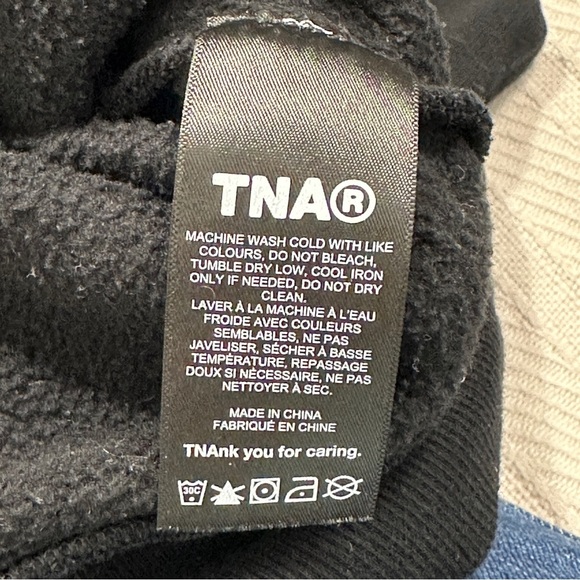 TNA®
MACHINE WASH COLD WITH LIKE
COLOURS, DO NOT BLEACH,
TUMBLE DRY LOW, COOL IRON
ONLY IF NEEDED, DO NOT DRY
CLEAN.
LAVER À LA MACHINE À L'EAU
FROIDE AVEC COULEURS
SEMBLABLES, NE PAS
JAVELISER, SÉCHER À BASSE
TEMPÉRATURE, REPASSAGE
DOUX SI NÉCESSAIRE, NE PAS
NETTOYER À SEC.
MADE IN CHINA
FABRIQUÉ EN CHINE
TNAnk you for caring.
30C